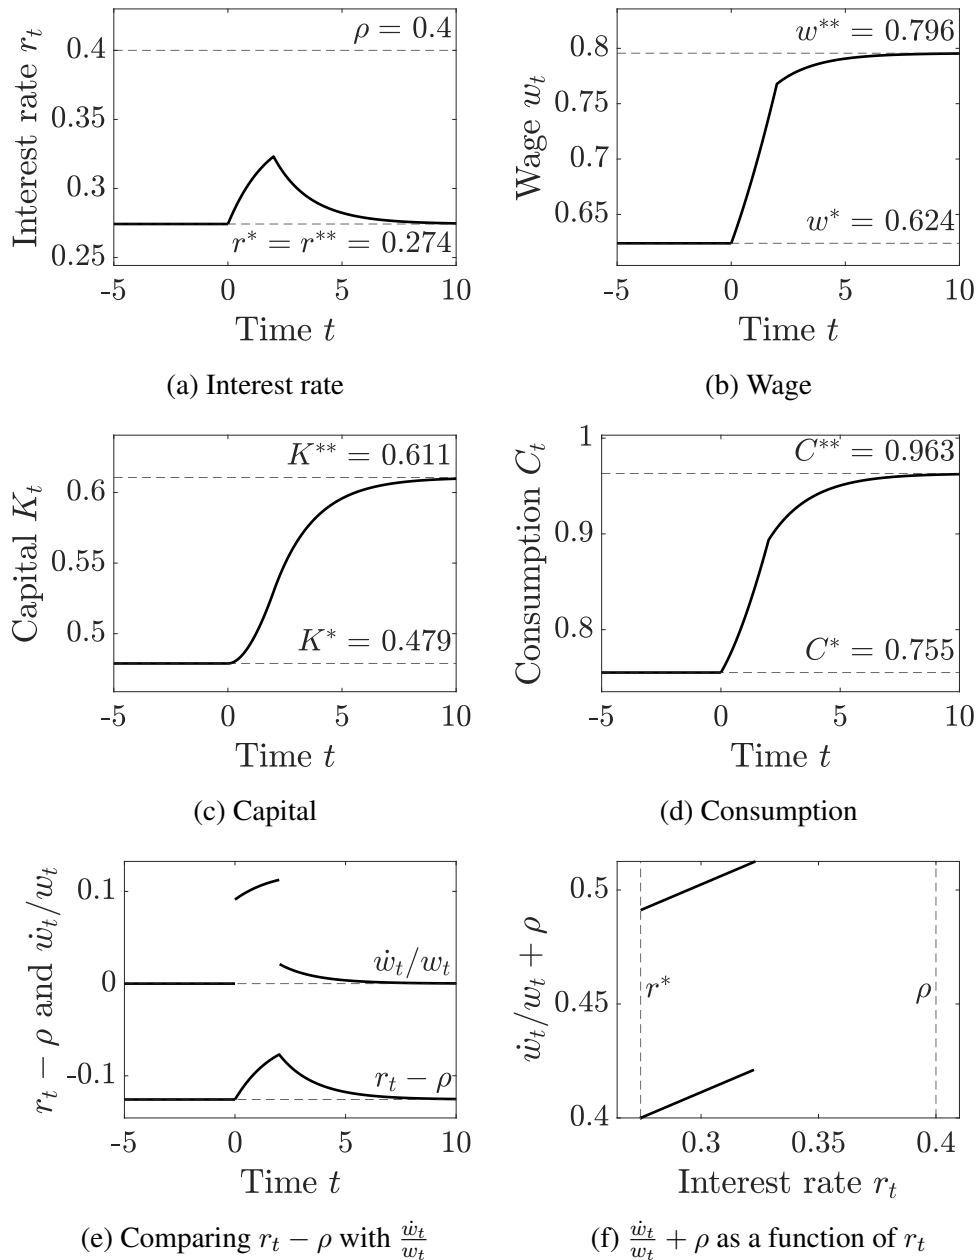 ρ = 0.4
0.4
0.35
0.3
0.25
r* = r** = 0.274
-5 0 5 10
Interest rate r_t
Time t
(a) Interest rate
w** = 0.796
0.8
0.75
0.7
0.65
w* = 0.624
-5 0 5 10
Wage w_t
Time t
(b) Wage
K** = 0.611
0.6
0.5
K* = 0.479
-5 0 5 10
Capital K_t
Time t
(c) Capital
1
C** = 0.963
0.9
0.8
C* = 0.755
-5 0 5 10
Consumption C_t
Time t
(d) Consumption
0.1
0
-0.1
ẇ_t/w_t
r_t − ρ
-5 0 5 10
r_t − ρ and ẇ_t/w_t
Time t
(e) Comparing r_t − ρ with ẇ_t/w_t
0.5
0.45
0.4
r*
ρ
0.3 0.35 0.4
ẇ_t/w_t + ρ
Interest rate r_t
(f) ẇ_t/w_t + ρ as a function of r_t